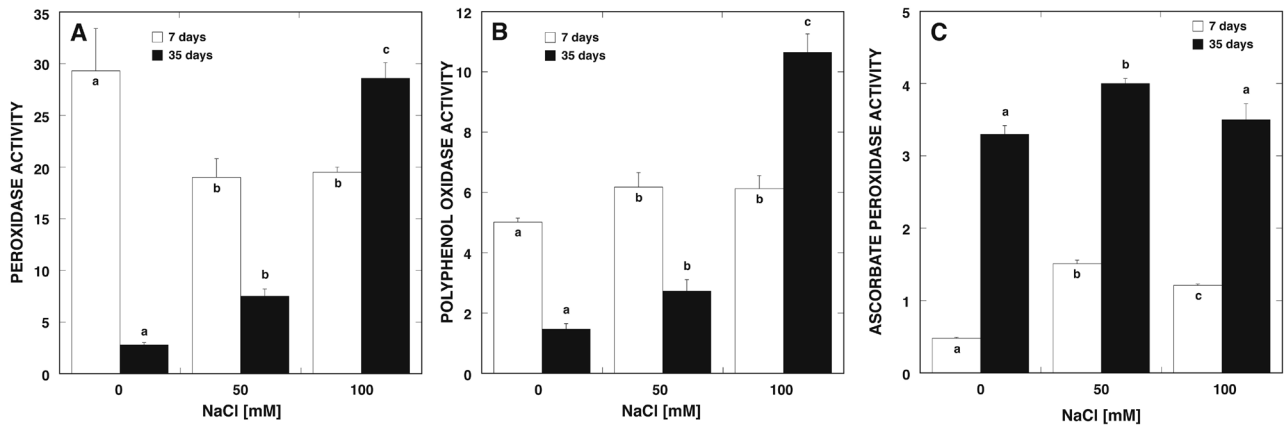 A
7 days
35 days
PEROXIDASE ACTIVITY
35
30
25
20
15
10
5
0
a
a
b
b
b
c
0
50
100
NaCl [mM]
B
7 days
35 days
POLYPHENOL OXIDASE ACTIVITY
12
10
8
6
4
2
0
a
a
b
b
b
c
0
50
100
NaCl [mM]
C
7 days
35 days
ASCORBATE PEROXIDASE ACTIVITY
5
4
3
2
1
0
a
a
b
b
c
a
0
50
100
NaCl [mM]